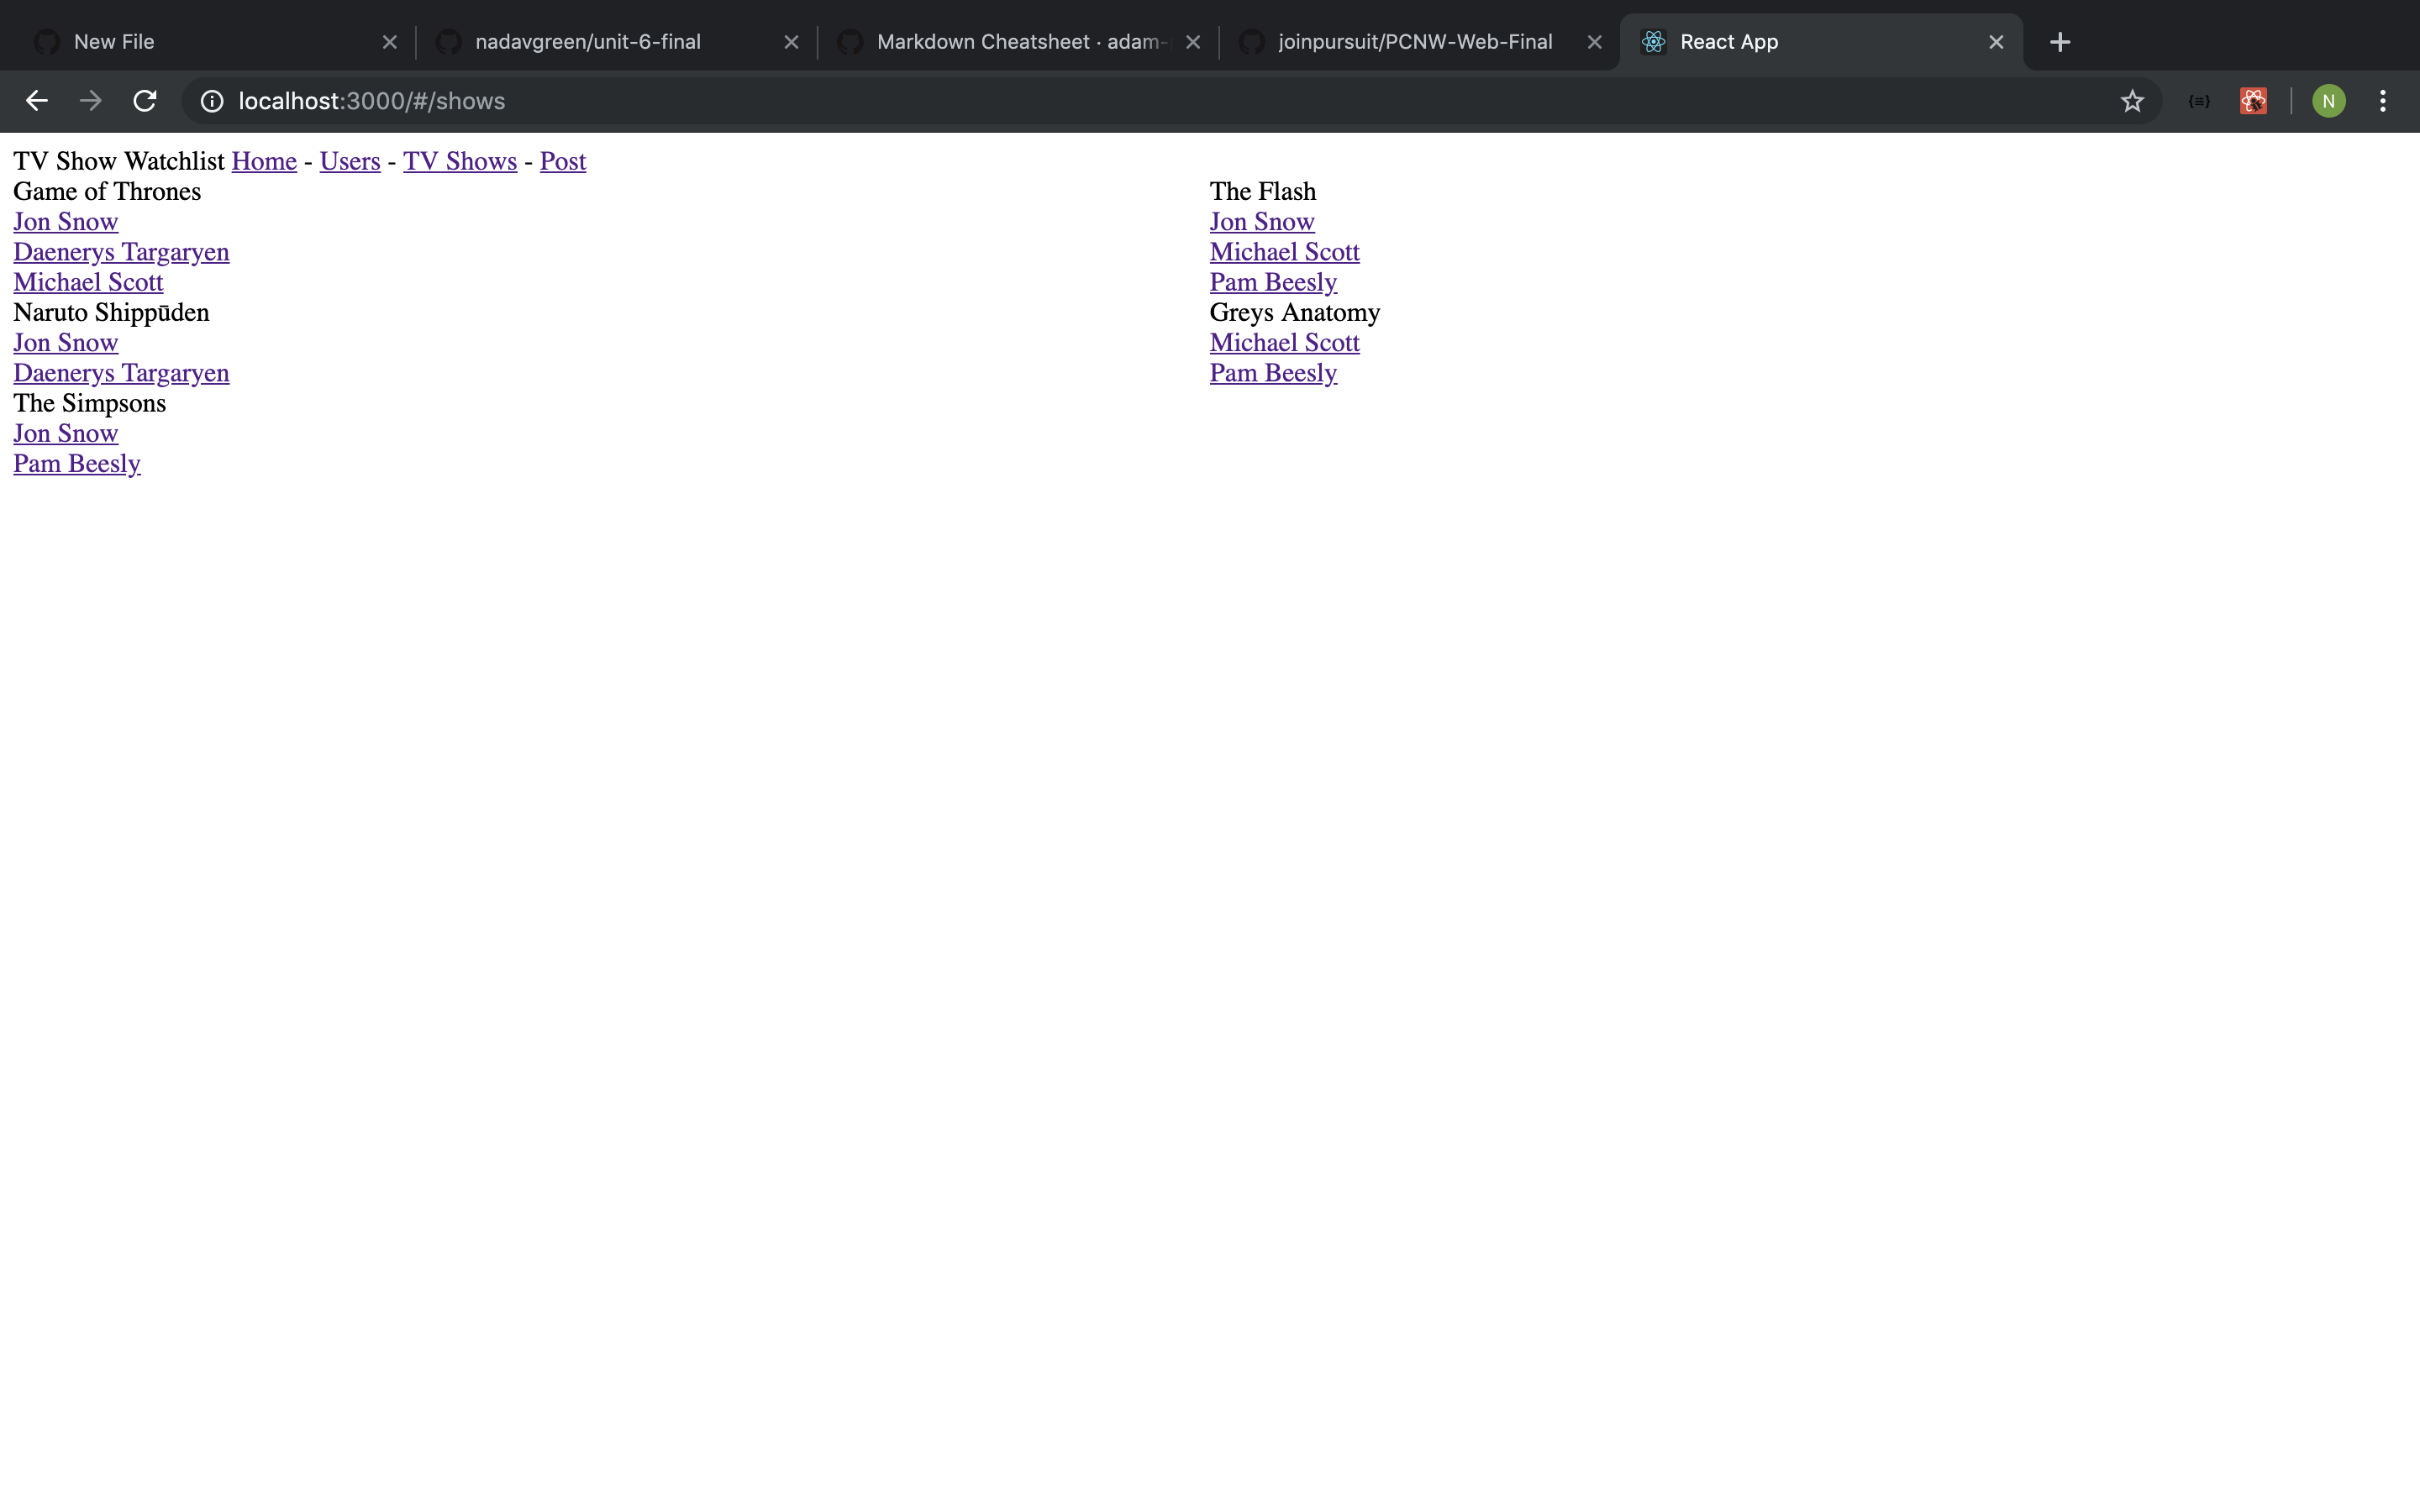 New File
nadavgreen/unit-6-final
Markdown Cheatsheet · adam-
joinpursuit/PCNW-Web-Final
React App
localhost:3000/#/shows
{≡}
N
TV Show Watchlist Home - Users - TV Shows - Post
Game of Thrones
Jon Snow
Daenerys Targaryen
Michael Scott
Naruto Shippūden
Jon Snow
Daenerys Targaryen
The Simpsons
Jon Snow
Pam Beesly
The Flash
Jon Snow
Michael Scott
Pam Beesly
Greys Anatomy
Michael Scott
Pam Beesly